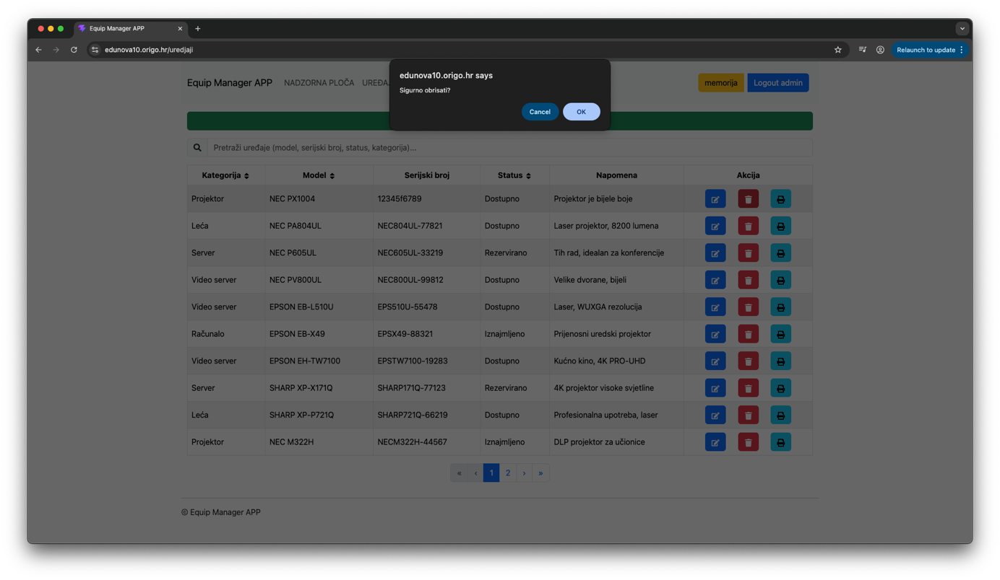 Equip Manager APP
edunova10.origo.hr/uredjaji
Relaunch to update
edunova10.origo.hr says
Sigurno obrisati?
Cancel OK
Equip Manager APP NADZORNA PLOČA memorija Logout admin
Pretraži uređaje (model, serijski broj, status, kategorija)...
Kategorija Model Serijski broj Status Napomena Akcija
Projektor NEC PX1004 12345f6789 Dostupno Projektor je bijele boje
Leća NEC PA804UL NEC804UL-77821 Dostupno Laser projektor, 8200 lumena
Server NEC P605UL NEC605UL-33219 Rezervirano Tih rad, idealan za konferencije
Video server NEC PV800UL NEC800UL-99812 Dostupno Velike dvorane, bijeli
Video server EPSON EB-L510U EPS510U-55478 Dostupno Laser, WUXGA rezolucija
Računalo EPSON EB-X49 EPSX49-88321 Iznajmljeno Prijenosni uredski projektor
Video server EPSON EH-TW7100 EPSTW7100-19283 Dostupno Kućno kino, 4K PRO-UHD
Server SHARP XP-X171Q SHARP171Q-77123 Rezervirano 4K projektor visoke svjetline
Leća SHARP XP-P721Q SHARP721Q-66219 Dostupno Profesionalna upotreba, laser
Projektor NEC M322H NECM322H-44567 Iznajmljeno DLP projektor za učionice
« ‹ 1 2 › »
© Equip Manager APP